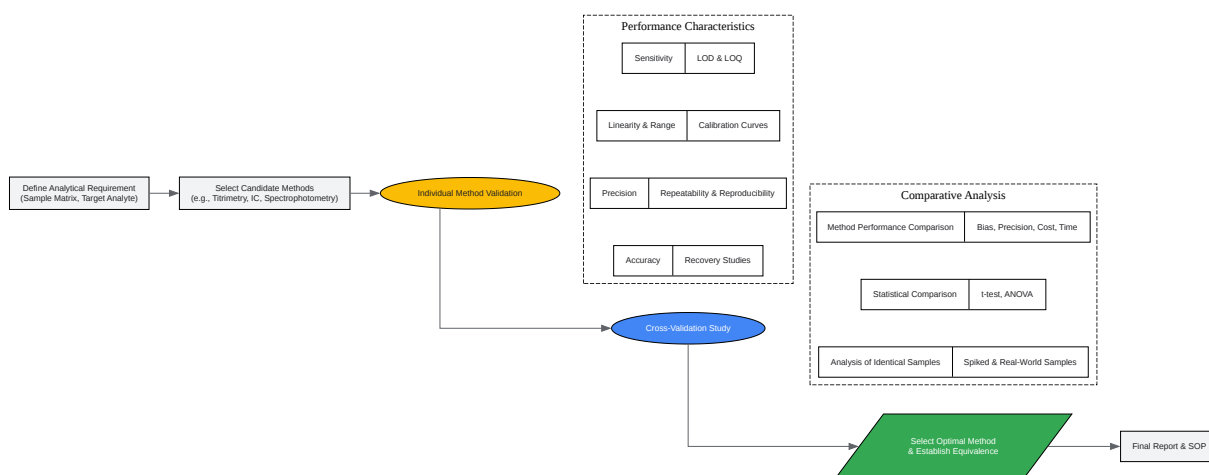 Define Analytical Requirement
(Sample Matrix, Target Analyte)
Select Candidate Methods
(e.g., Titrimetry, IC, Spectrophotometry)
Individual Method Validation
Performance Characteristics
Sensitivity
LOD & LOQ
Linearity & Range
Calibration Curves
Precision
Repeatability & Reproducibility
Accuracy
Recovery Studies
Cross-Validation Study
Comparative Analysis
Method Performance Comparison
Bias, Precision, Cost, Time
Statistical Comparison
t-test, ANOVA
Analysis of Identical Samples
Spiked & Real-World Samples
Select Optimal Method
& Establish Equivalence
Final Report & SOP